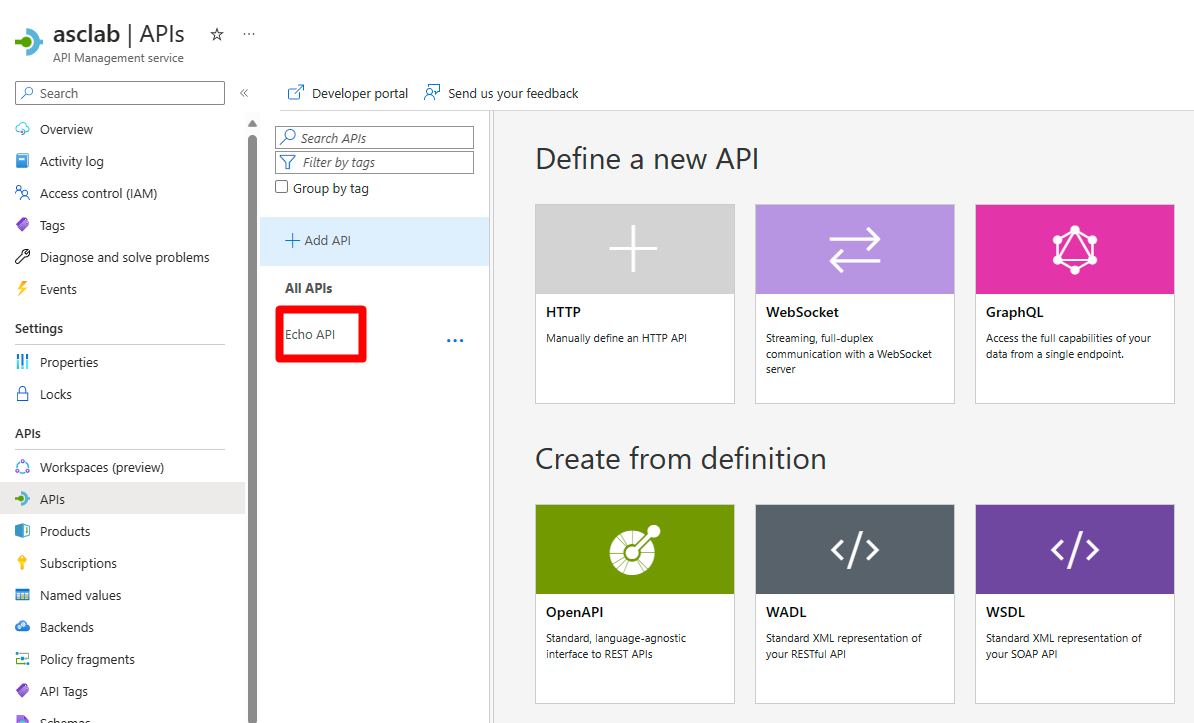 asclab | APIs
API Management service
Search
Overview
Activity log
Access control (IAM)
Tags
Diagnose and solve problems
Events
Settings
Properties
Locks
APIs
Workspaces (preview)
APIs
Products
Subscriptions
Named values
Backends
Policy fragments
API Tags
Schemas
Developer portal
Send us your feedback
Search APIs
Filter by tags
Group by tag
Add API
All APIs
Echo API
Define a new API
HTTP
Manually define an HTTP API
WebSocket
Streaming, full-duplex
communication with a WebSocket
server
GraphQL
Access the full capabilities of your
data from a single endpoint.
Create from definition
OpenAPI
Standard, language-agnostic
interface to REST APIs
WADL
Standard XML representation of
your RESTful API
WSDL
Standard XML representation of
your SOAP API